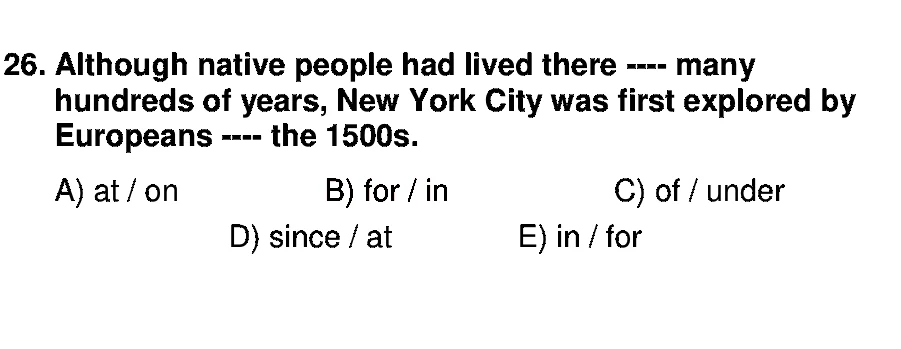 26. Although native people had lived there ---- many
hundreds of years, New York City was first explored by
Europeans ---- the 1500s.
A) at / on B) for / in C) of / under
D) since / at E) in / for